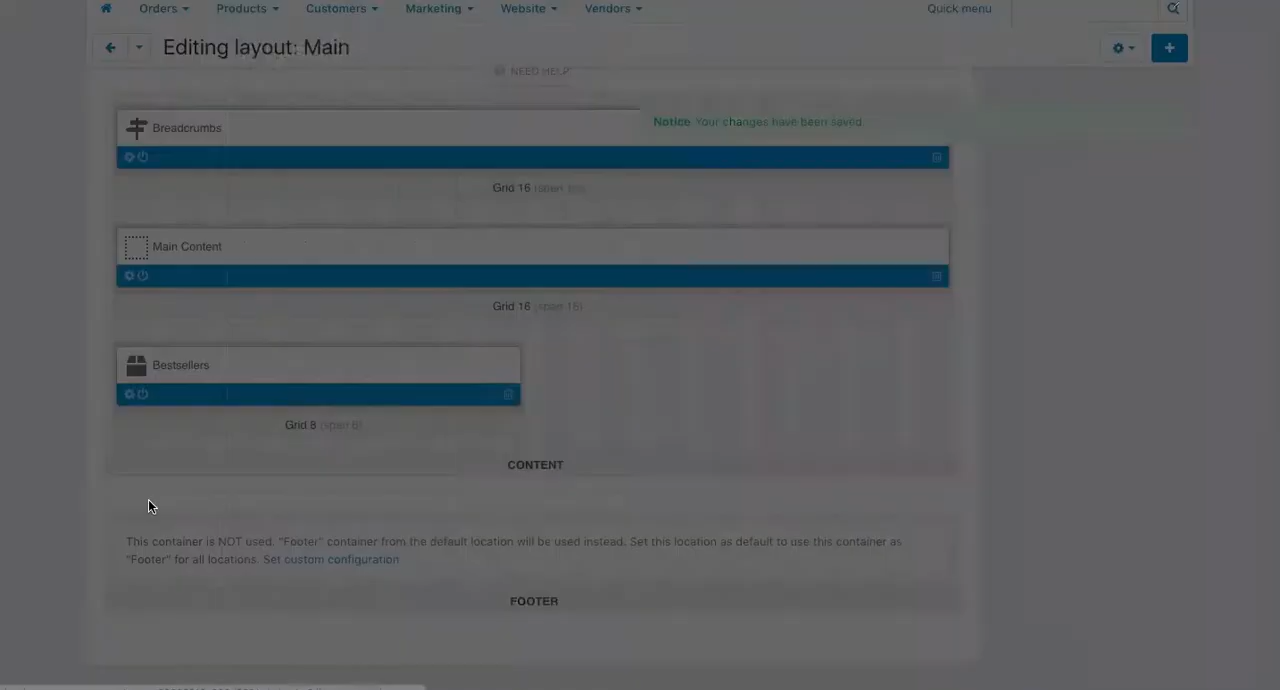 Orders Products Customers Marketing Website Vendors Quick menu
Editing layout: Main
NEED HELP
Breadcrumbs
Notice Your changes have been saved.
Grid 16 (span 16)
Main Content
Grid 16 (span 16)
Bestsellers
Grid 8
CONTENT
This container is NOT used. "Footer" container from the default location will be used instead. Set this location as default to use this container as
"Footer" for all locations. Set custom configuration
FOOTER